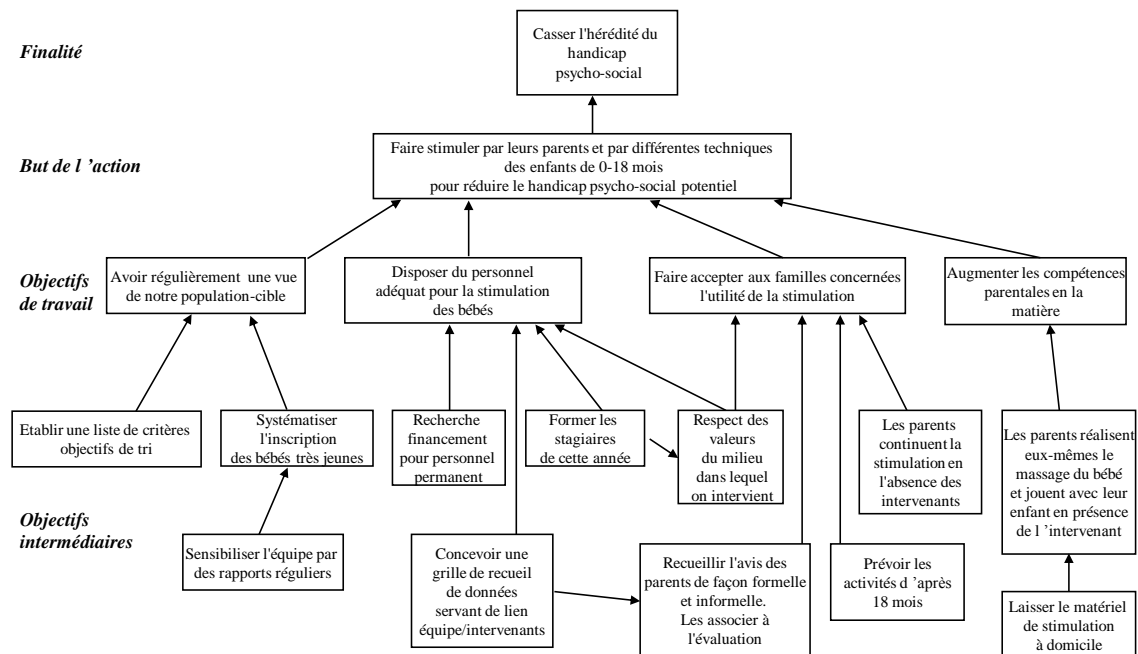 Finalité
Casser l'hérédité du
handicap
psycho-social
But de l ’action
Faire stimuler par leurs parents et par différentes techniques
des enfants de 0-18 mois
pour réduire le handicap psycho-social potentiel
Objectifs
de travail
Avoir régulièrement une vue
de notre population-cible
Disposer du personnel
adéquat pour la stimulation
des bébés
Faire accepter aux familles concernées
l'utilité de la stimulation
Augmenter les compétences
parentales en la
matière
Etablir une liste de critères
objectifs de tri
Systématiser
l'inscription
des bébés très jeunes
Recherche
financement
pour personnel
permanent
Former les
stagiaires
de cette année
Respect des
valeurs
du milieu
dans lequel
on intervient
Les parents
continuent la
stimulation en
l'absence des
intervenants
Les parents réalisent
eux-mêmes le
massage du bébé
et jouent avec leur
enfant en présence
de l ’intervenant
Objectifs
intermédiaires
Sensibiliser l'équipe par
des rapports réguliers
Concevoir une
grille de recueil
de données
servant de lien
équipe/intervenants
Recueillir l'avis des
parents de façon formelle
et informelle.
Les associer à
l'évaluation
Prévoir les
activités d ’après
18 mois
Laisser le matériel
de stimulation
à domicile